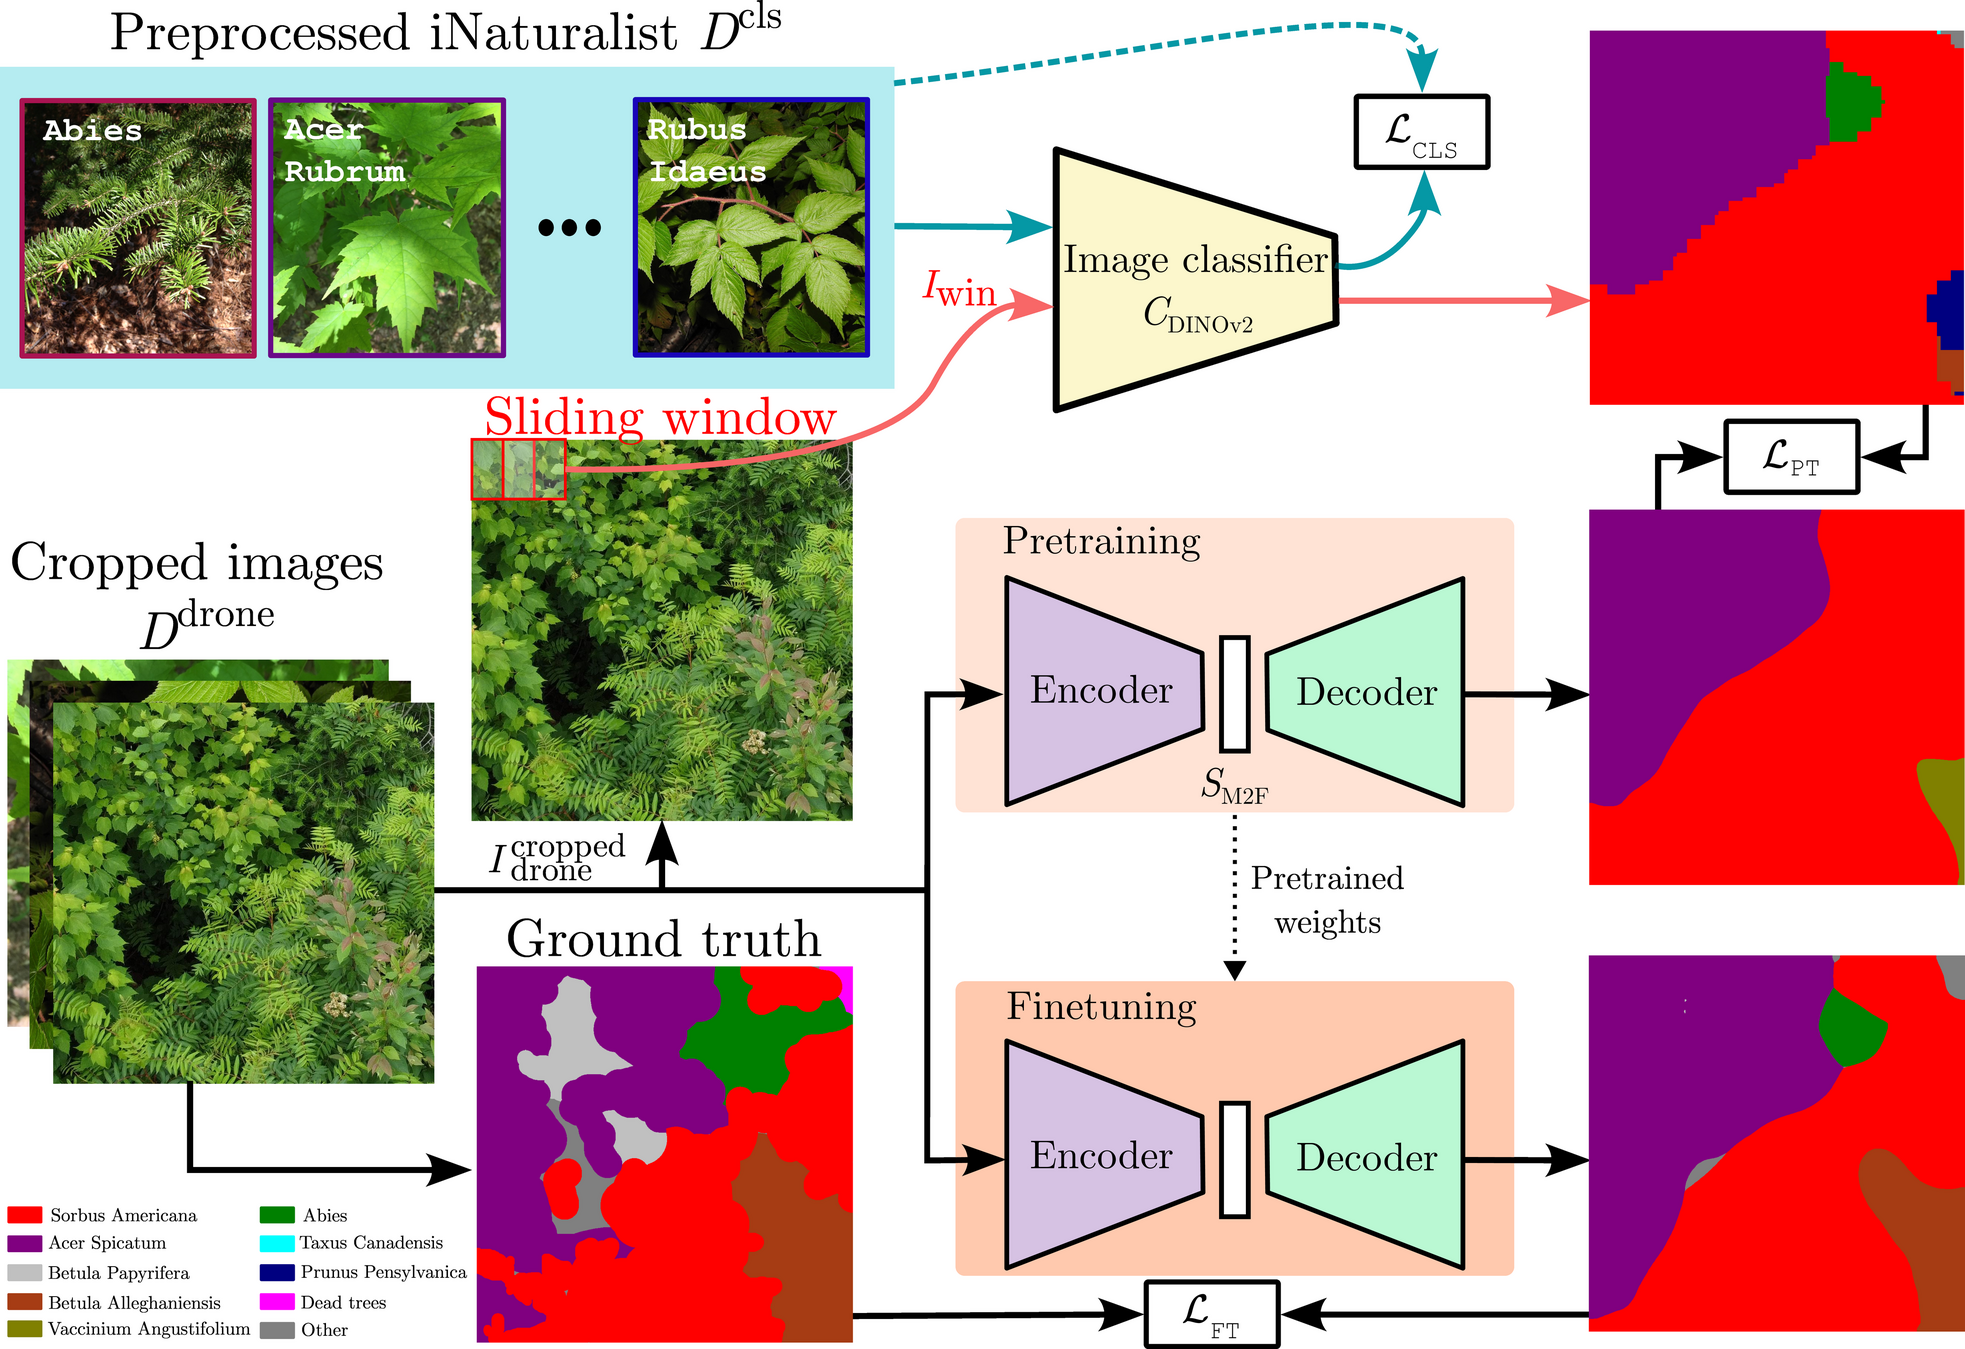 Preprocessed iNaturalist D^cls
Abies
Acer
Rubrum
Rubus
Idaeus
ℒ_CLS
I_win
Image classifier
C_DINOv2
Sliding window
ℒ_PT
Cropped images
D^drone
Pretraining
Encoder
Decoder
S_M2F
I_drone^cropped
Pretrained
weights
Ground truth
Finetuning
Encoder
Decoder
ℒ_FT
Sorbus Americana
Acer Spicatum
Betula Papyrifera
Betula Alleghaniensis
Vaccinium Angustifolium
Abies
Taxus Canadensis
Prunus Pensylvanica
Dead trees
Other